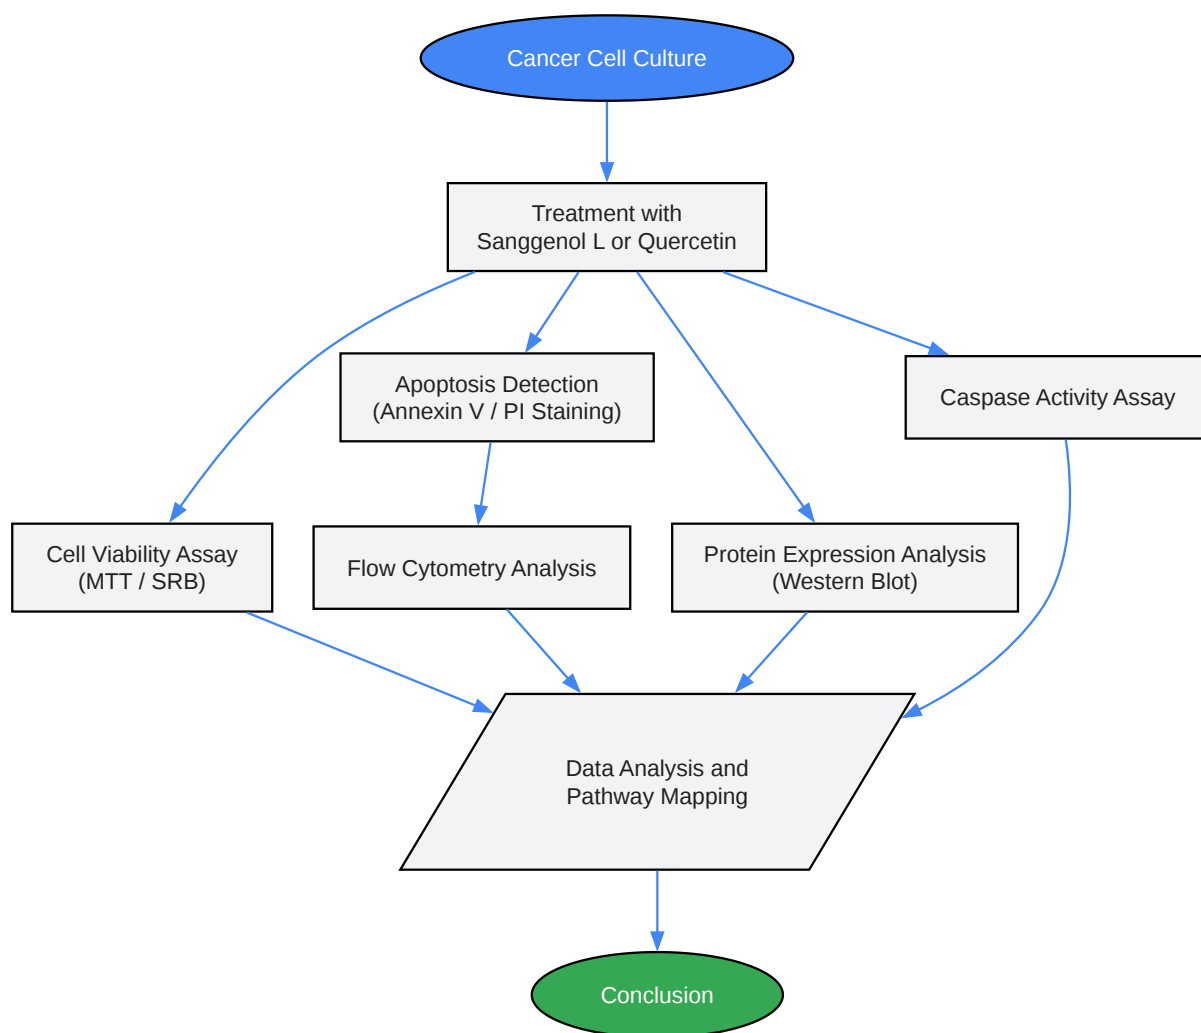 Cancer Cell Culture
Treatment with
Sanggenol L or Quercetin
Apoptosis Detection
(Annexin V / PI Staining)
Caspase Activity Assay
Cell Viability Assay
(MTT / SRB)
Flow Cytometry Analysis
Protein Expression Analysis
(Western Blot)
Data Analysis and
Pathway Mapping
Conclusion